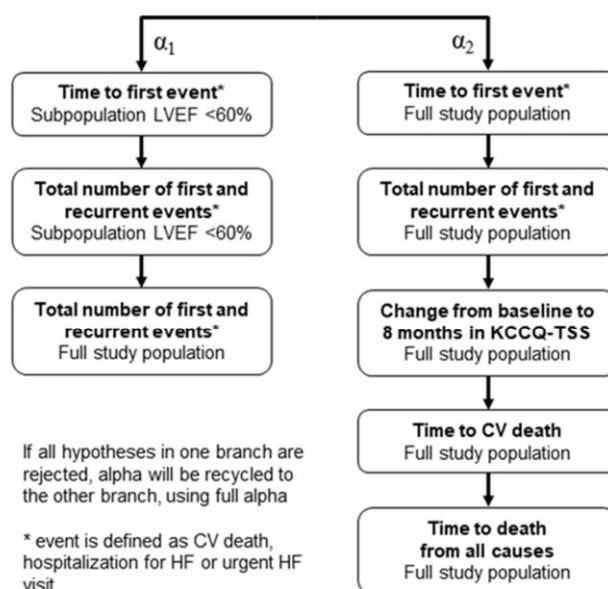 α1
α2
Time to first event*
Subpopulation LVEF <60%
Total number of first and
recurrent events*
Subpopulation LVEF <60%
Total number of first and
recurrent events*
Full study population
If all hypotheses in one branch are
rejected, alpha will be recycled to
the other branch, using full alpha
* event is defined as CV death,
hospitalization for HF or urgent HF
visit
Time to first event*
Full study population
Total number of first and
recurrent events*
Full study population
Change from baseline to
8 months in KCCQ-TSS
Full study population
Time to CV death
Full study population
Time to death
from all causes
Full study population